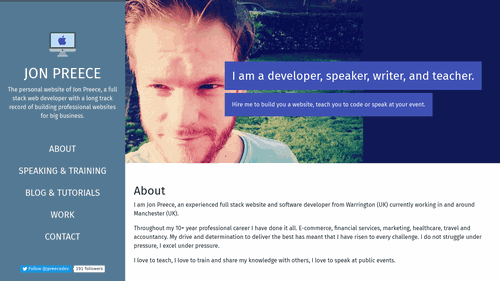 JON PREECE
The personal website of Jon Preece, a full
stack web developer with a long track
record of building professional websites
for big business.
ABOUT
SPEAKING & TRAINING
BLOG & TUTORIALS
WORK
CONTACT
Follow @jpreecedev
191 followers
I am a developer, speaker, writer, and teacher.
Hire me to build you a website, teach you to code or speak at your event.
About
I am Jon Preece, an experienced full stack website and software developer from Warrington (UK) currently working in and around
Manchester (UK).
Throughout my 10+ year professional career I have done it all. E-commerce, financial services, marketing, healthcare, travel and
accountancy. My drive and determination to deliver the best has meant that I have risen to every challenge. I do not struggle under
pressure, I excel under pressure.
I love to teach, I love to train and share my knowledge with others, I love to speak at public events.